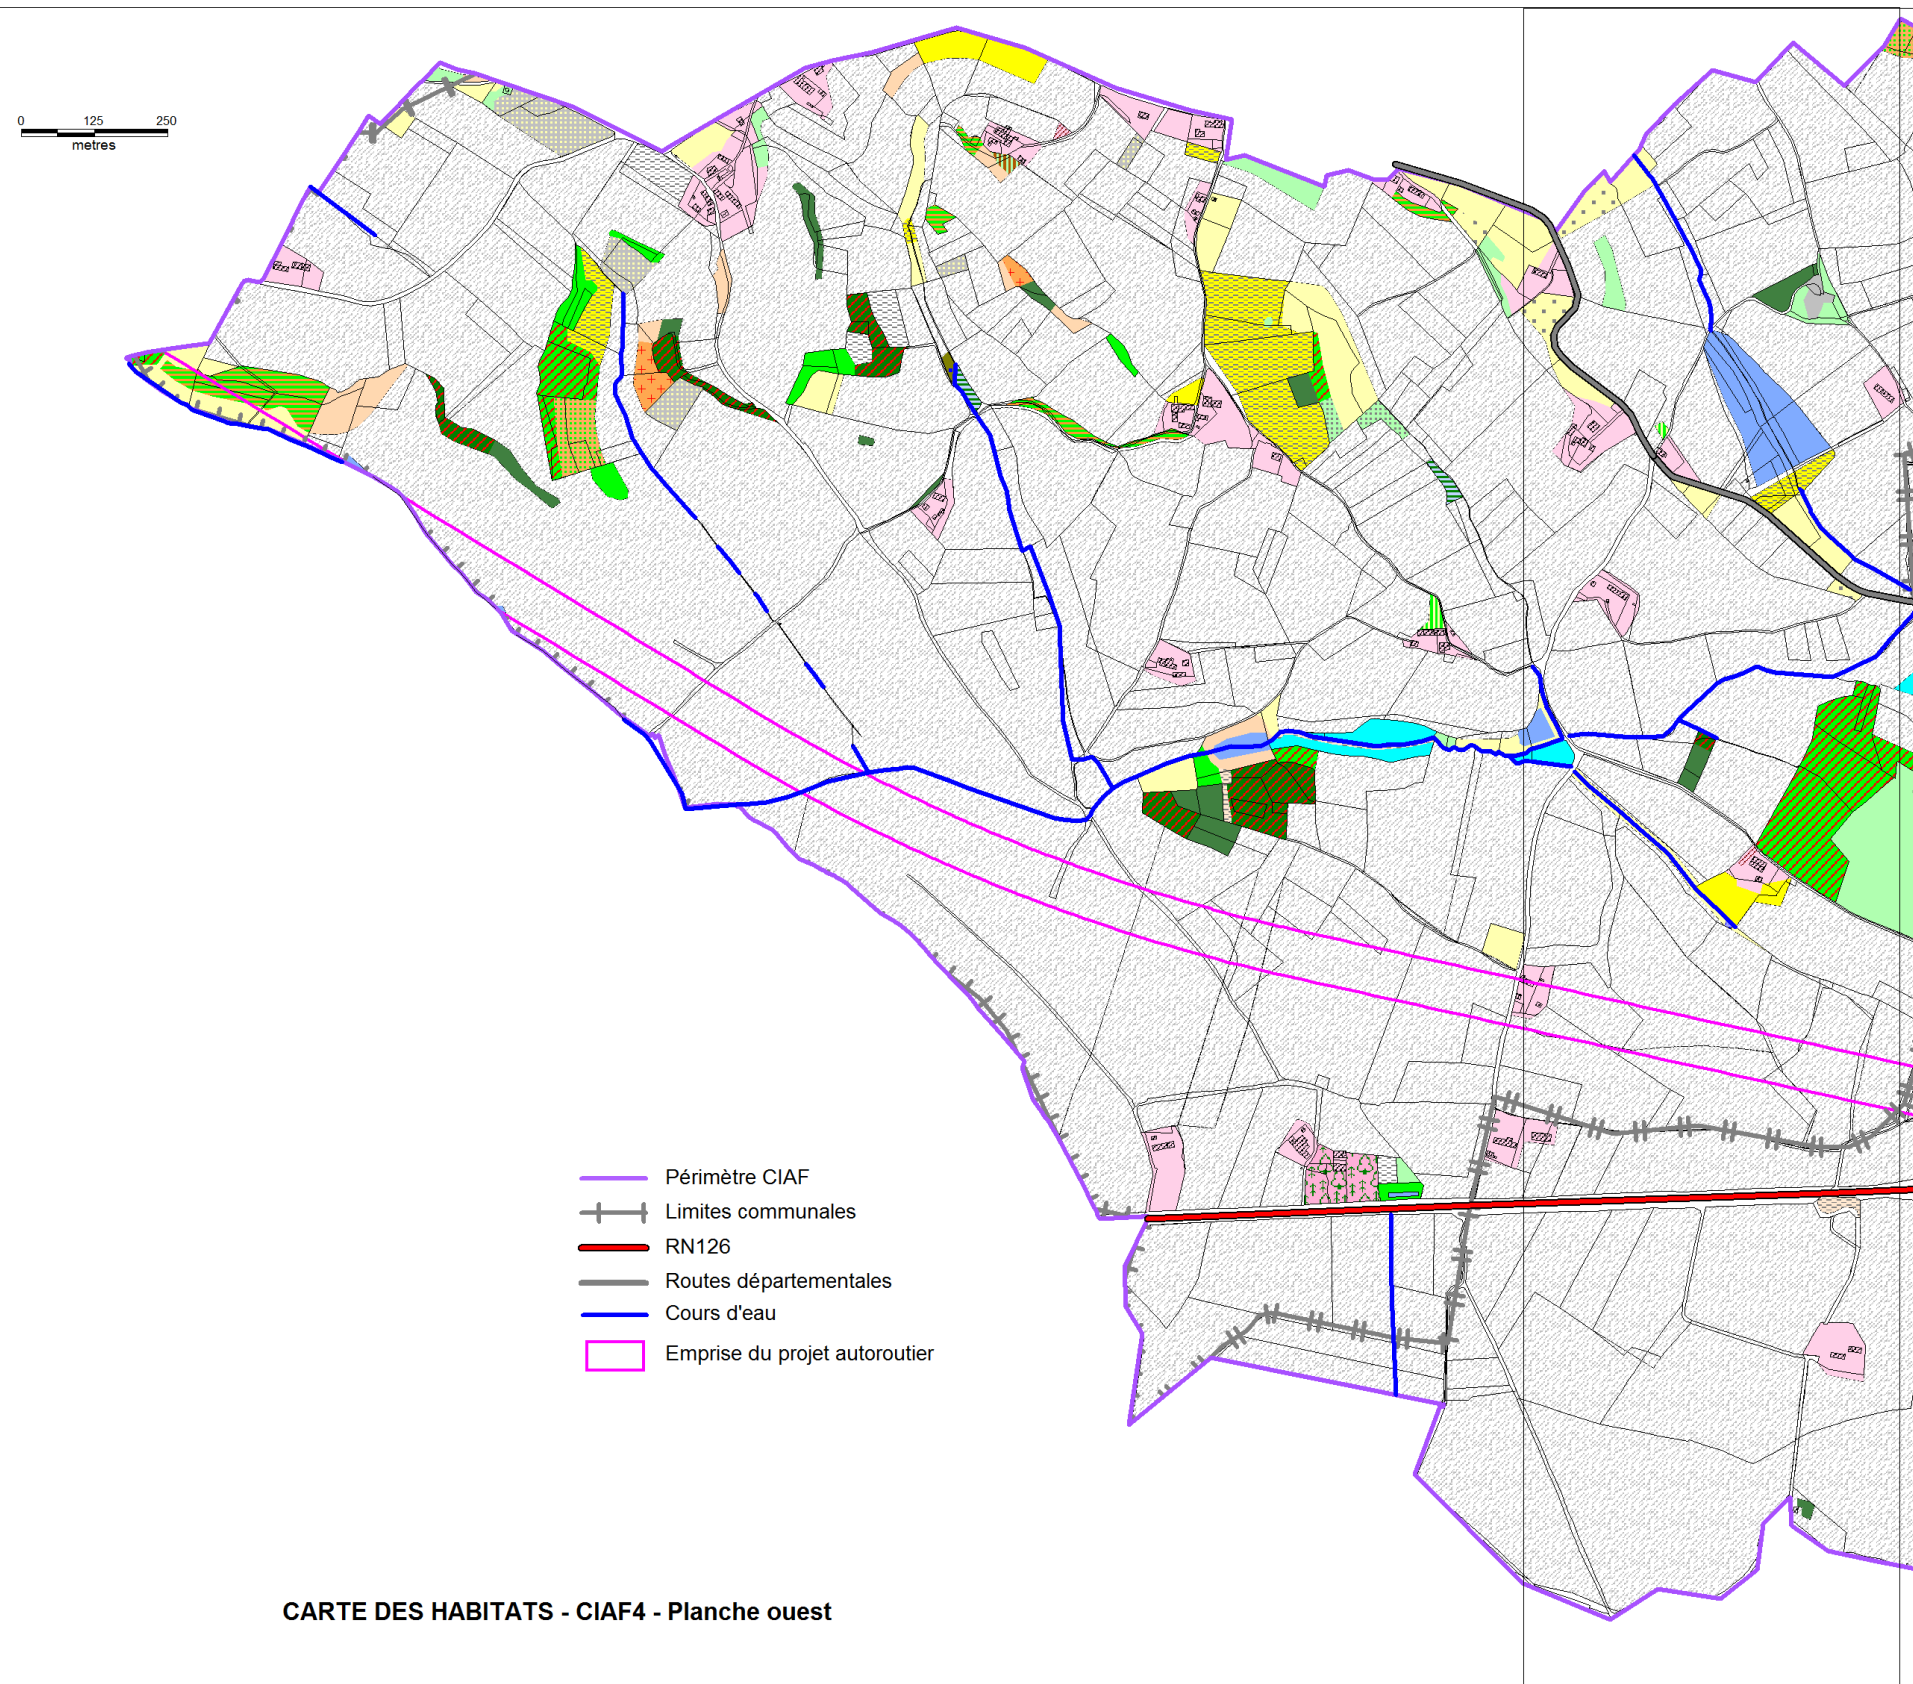 0 125 250
metres
Périmètre CIAF
Limites communales
RN126
Routes départementales
Cours d'eau
Emprise du projet autoroutier
CARTE DES HABITATS - CIAF4 - Planche ouest